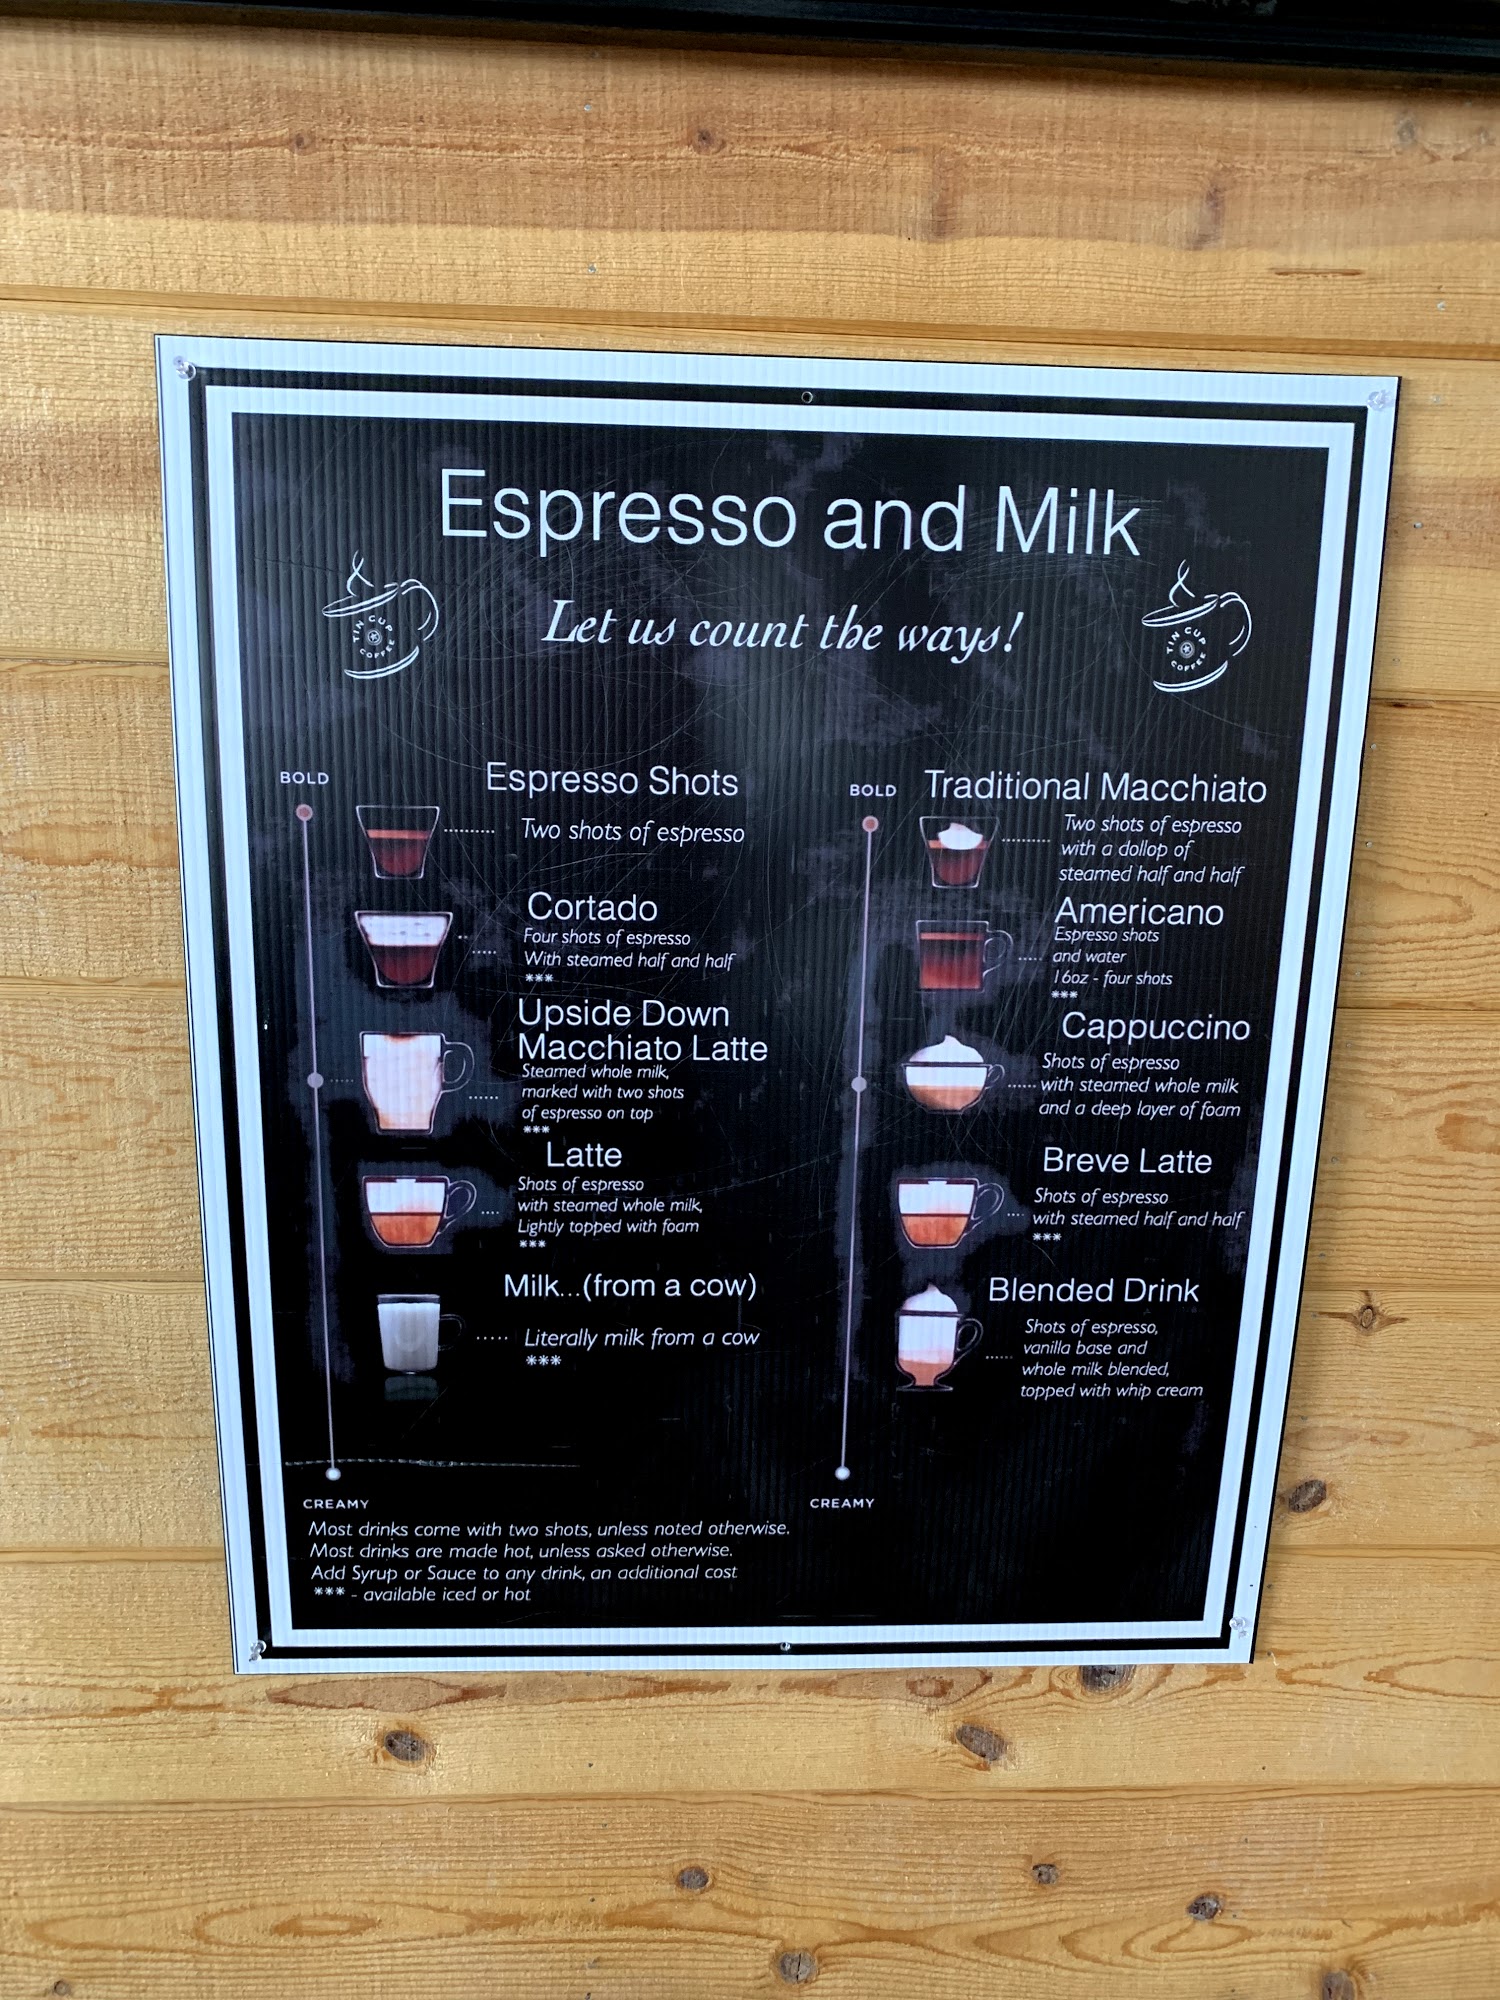 Espresso and Milk
Let us count the ways!
TIN CUP
COFFEE
TIN CUP
COFFEE
BOLD
Espresso Shots
Two shots of espresso
Cortado
Four shots of espresso
With steamed half and half
***
Upside Down
Macchiato Latte
Steamed whole milk,
marked with two shots
of espresso on top
***
Latte
Shots of espresso
with steamed whole milk,
Lightly topped with foam
***
Milk...(from a cow)
Literally milk from a cow
***
CREAMY
BOLD
Traditional Macchiato
Two shots of espresso
with a dollop of
steamed half and half
Americano
Espresso shots
and water
16oz - four shots
***
Cappuccino
Shots of espresso
with steamed whole milk
and a deep layer of foam
Breve Latte
Shots of espresso
with steamed half and half
***
Blended Drink
Shots of espresso,
vanilla base and
whole milk blended,
topped with whip cream
CREAMY
Most drinks come with two shots, unless noted otherwise.
Most drinks are made hot, unless asked otherwise.
Add Syrup or Sauce to any drink, an additional cost
*** - available iced or hot